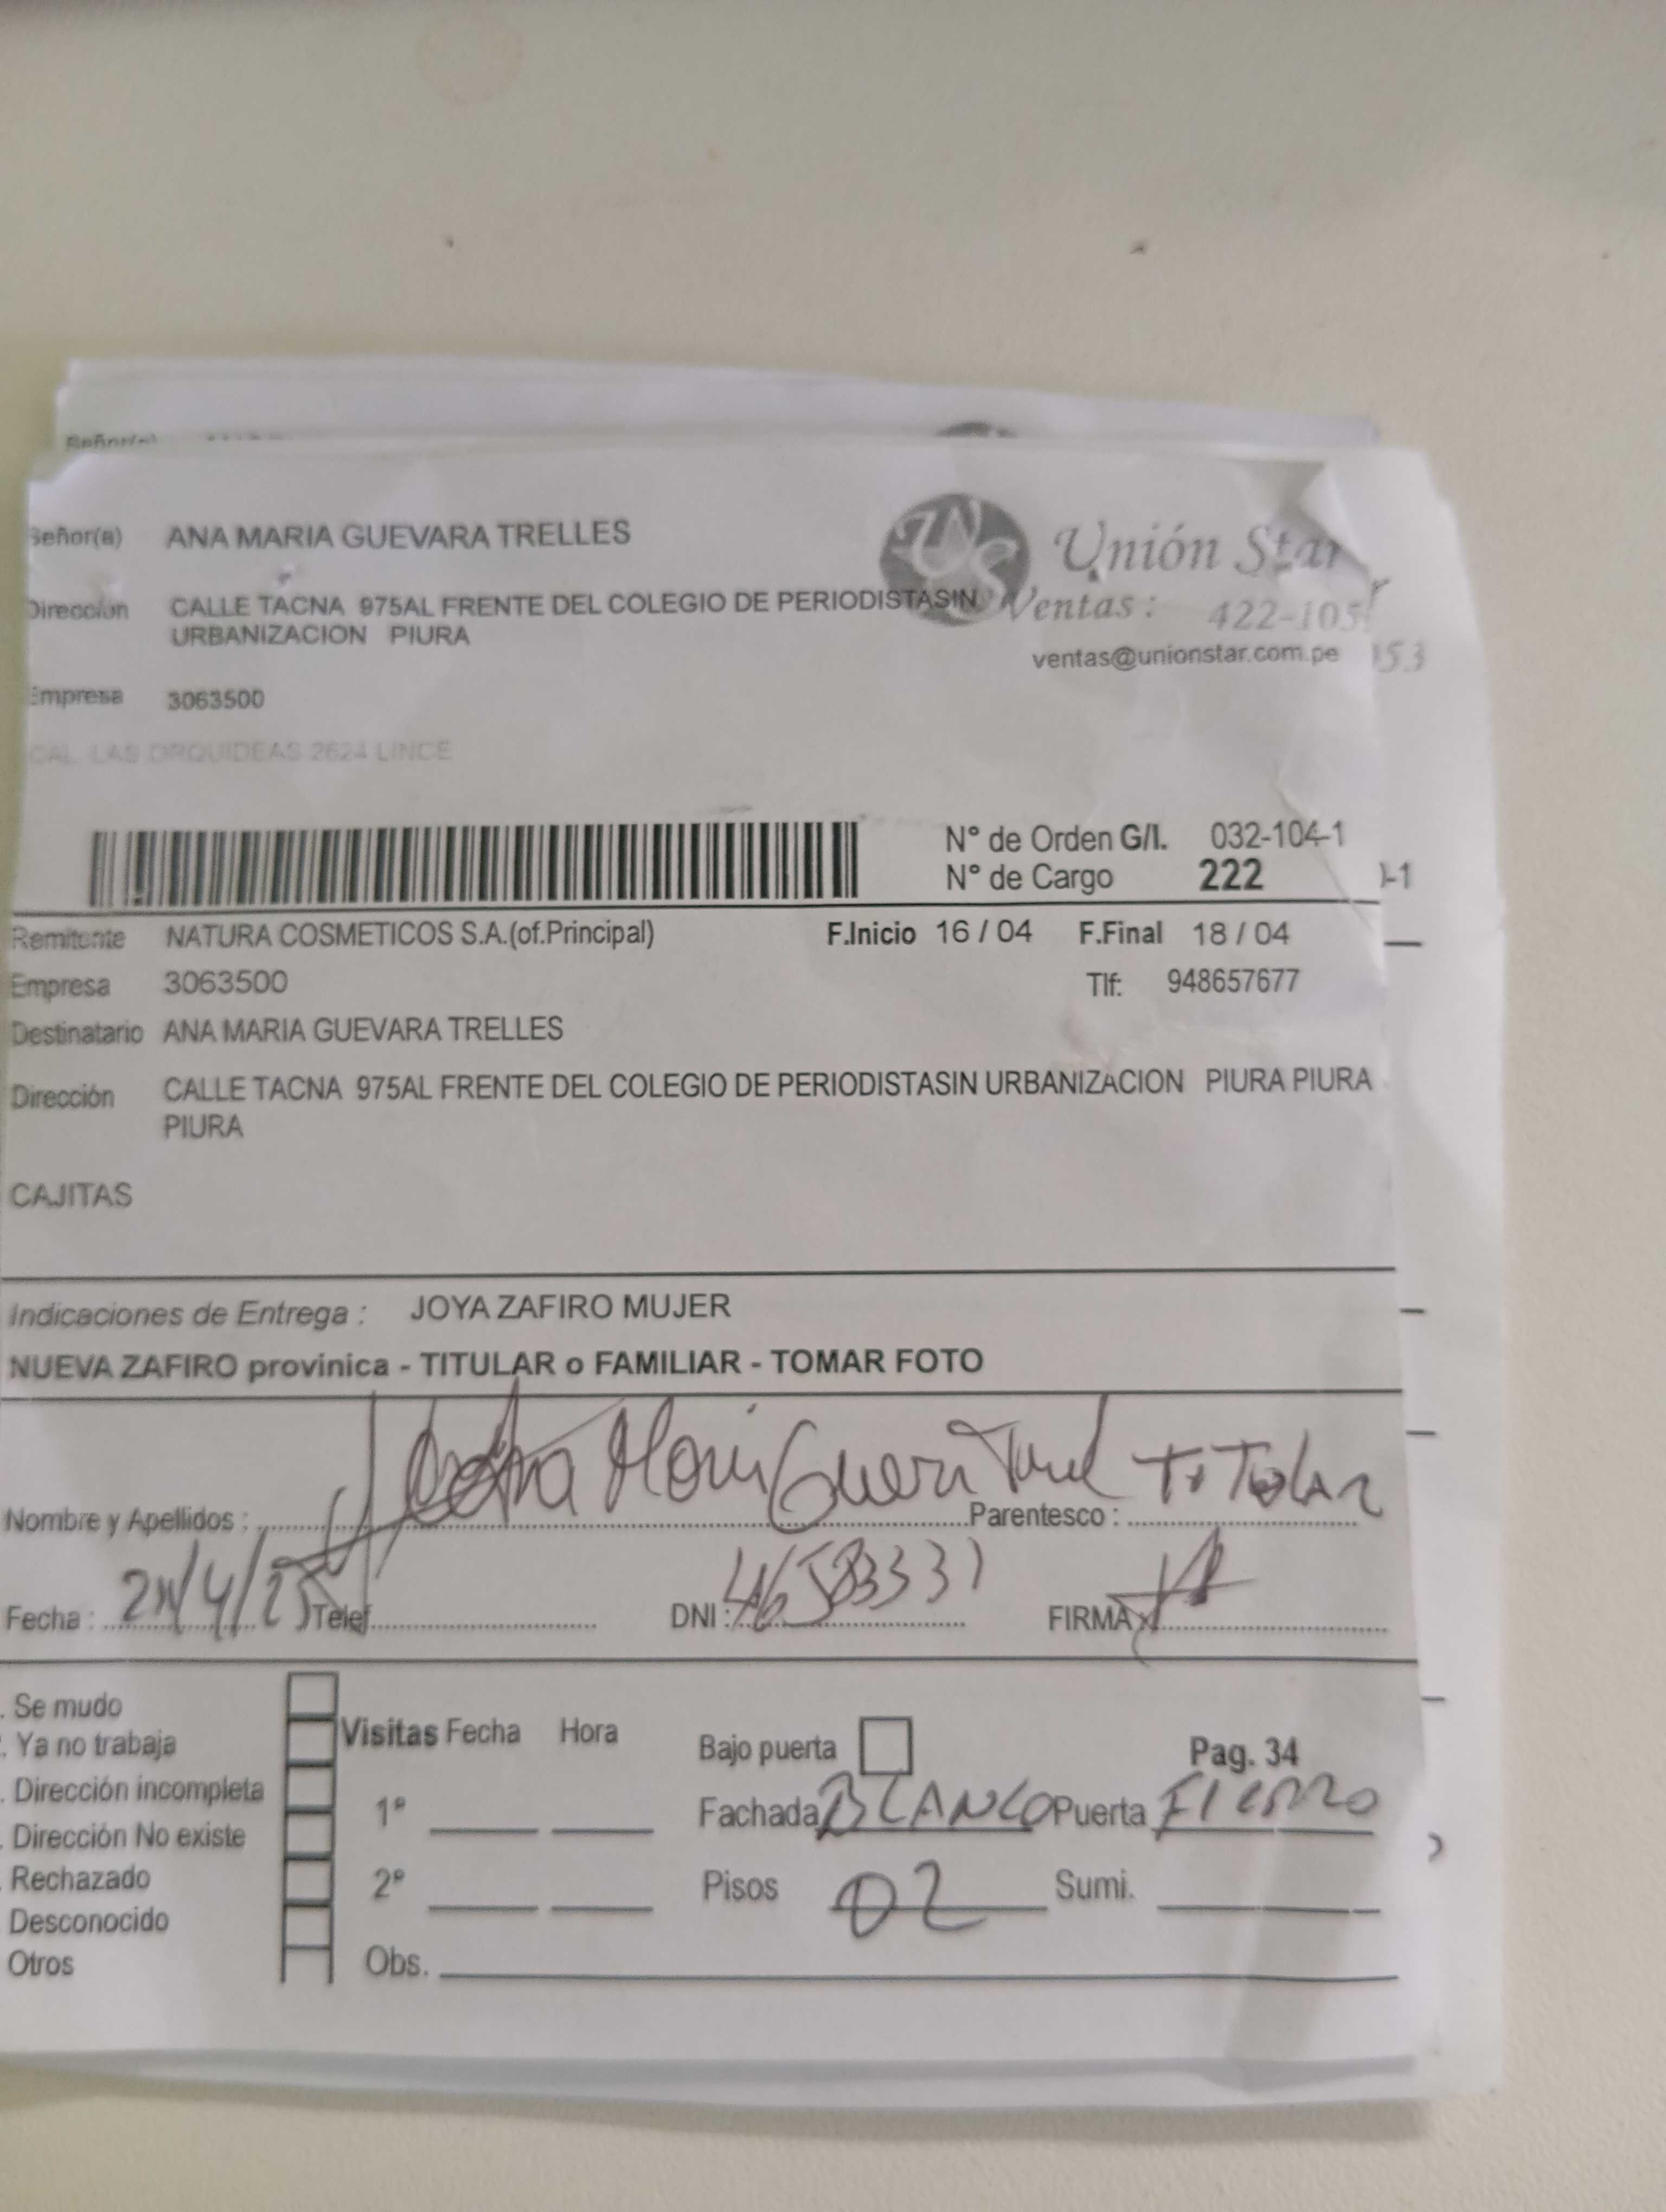 Señor(a) ANA MARIA GUEVARA TRELLES
Unión Star
Dirección CALLE TACNA 975AL FRENTE DEL COLEGIO DE PERIODISTASIN
Ventas: 422-105
URBANIZACION PIURA
ventas@unionstar.com.pe 53
Empresa 3063500
CAL. LAS ORQUIDEAS 2624 LINCE
N° de Orden G/I. 032-104-1
N° de Cargo 222
-1
Remitente NATURA COSMETICOS S.A.(of.Principal) F.Inicio 16 / 04 F.Final 18 / 04
Empresa 3063500 Tlf: 948657677
Destinatario ANA MARIA GUEVARA TRELLES
Dirección CALLE TACNA 975AL FRENTE DEL COLEGIO DE PERIODISTASIN URBANIZACION PIURA PIURA
PIURA
CAJITAS
Indicaciones de Entrega : JOYA ZAFIRO MUJER
NUEVA ZAFIRO provinica - TITULAR o FAMILIAR - TOMAR FOTO
Nombre y Apellidos : Parentesco : Titular
Fecha : Telef DNI : FIRMA
Se mudo
Ya no trabaja
Dirección incompleta
Dirección No existe
Rechazado
Desconocido
Otros
Visitas Fecha Hora
1°
2°
Obs.
Bajo puerta Pag. 34
Fachada BLANCO Puerta FIERRO
Pisos 02 Sumi.